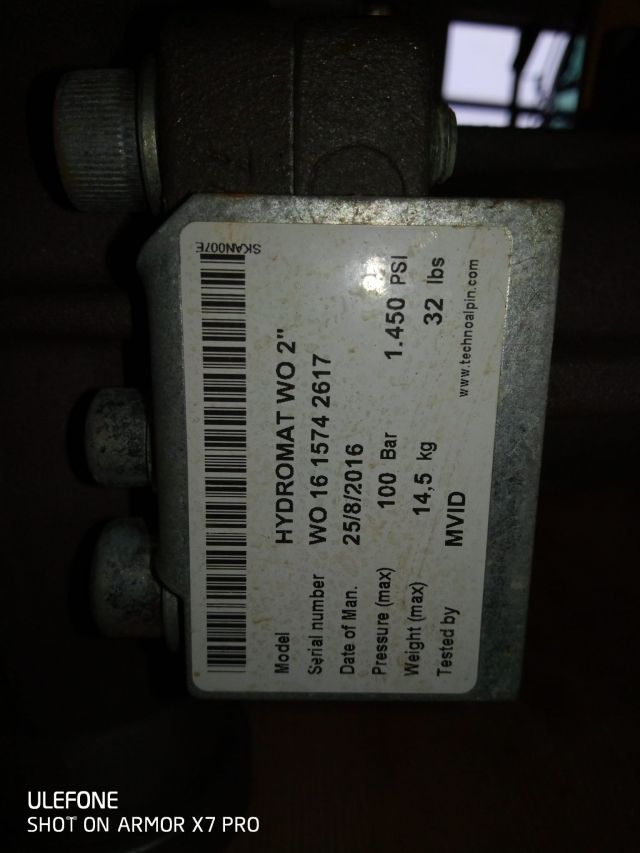 SKAN007E
Model HYDROMAT WO 2"
Serial number WO 16 1574 2617
Date of Man. 25/8/2016
Pressure (max) 100 Bar 1.450 PSI
Weight (max) 14,5 kg 32 lbs
Tested by MVID
www.technoalpin.com
ULEFONE
SHOT ON ARMOR X7 PRO